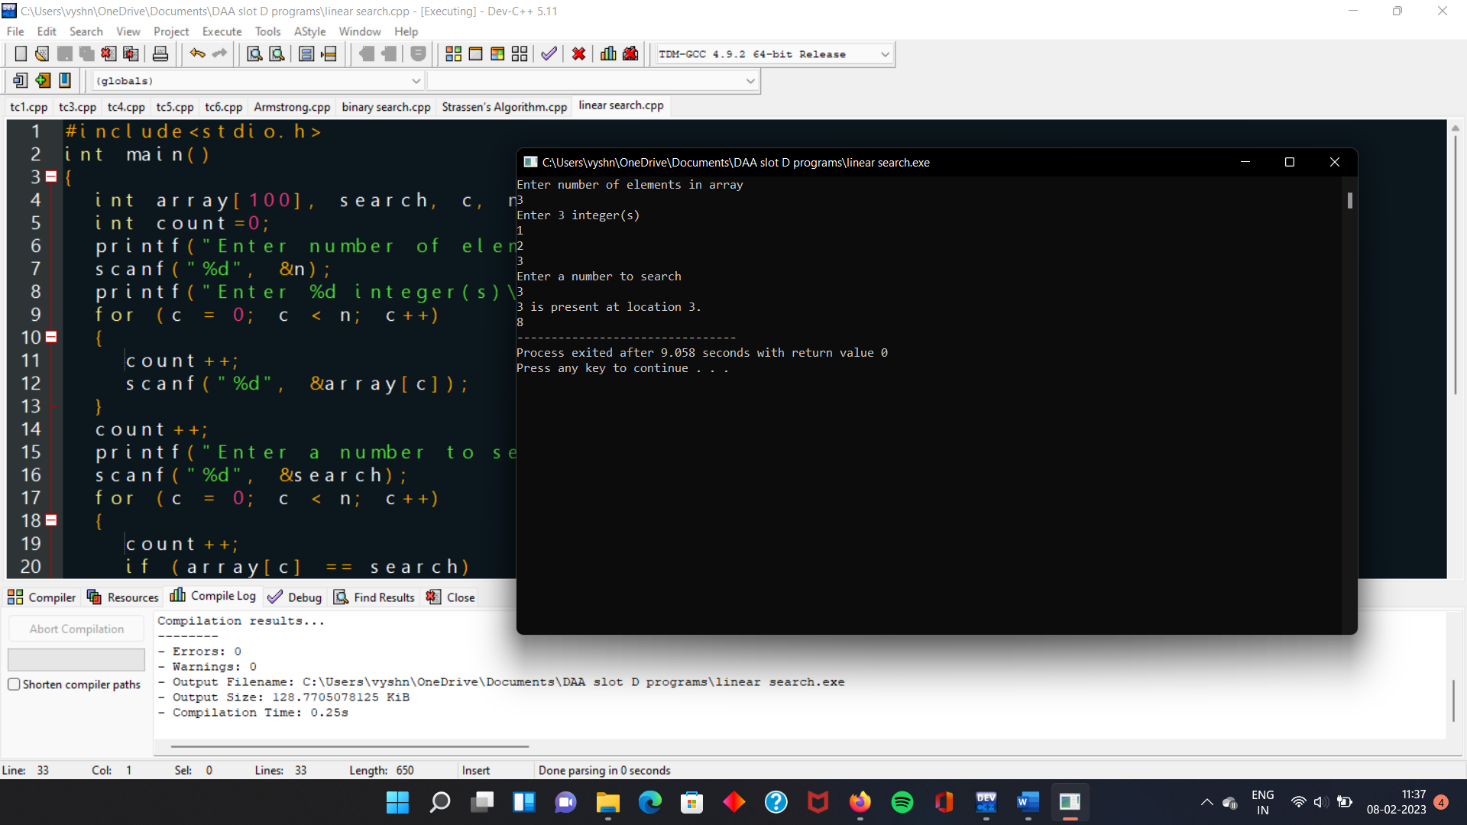 C:\Users\vyshn\OneDrive\Documents\DAA slot D programs\linear search.cpp - [Executing] - Dev-C++ 5.11
File Edit Search View Project Execute Tools AStyle Window Help
TDM-GCC 4.9.2 64-bit Release
(globals)
tc1.cpp tc3.cpp tc4.cpp tc5.cpp tc6.cpp Armstrong.cpp binary search.cpp Strassen's Algorithm.cpp linear search.cpp
1 #include<stdio.h>
2 int main()
3 {
4 int array[100], search, c, n
5 int count=0;
6 printf("Enter number of elem
7 scanf("%d", &n);
8 printf("Enter %d integer(s)\
9 for (c = 0; c < n; c++)
10 {
11 count++;
12 scanf("%d", &array[c]);
13 }
14 count++;
15 printf("Enter a number to se
16 scanf("%d", &search);
17 for (c = 0; c < n; c++)
18 {
19 count++;
20 if (array[c] == search)
C:\Users\vyshn\OneDrive\Documents\DAA slot D programs\linear search.exe
Enter number of elements in array
3
Enter 3 integer(s)
1
2
3
Enter a number to search
3
3 is present at location 3.
8
--------------------------------
Process exited after 9.058 seconds with return value 0
Press any key to continue . . .
Compiler Resources Compile Log Debug Find Results Close
Abort Compilation
Shorten compiler paths
Compilation results...
--------
- Errors: 0
- Warnings: 0
- Output Filename: C:\Users\vyshn\OneDrive\Documents\DAA slot D programs\linear search.exe
- Output Size: 128.7705078125 KiB
- Compilation Time: 0.25s
Line: 33 Col: 1 Sel: 0 Lines: 33 Length: 650 Insert Done parsing in 0 seconds
DEV
ENG
IN
11:37
08-02-2023
4